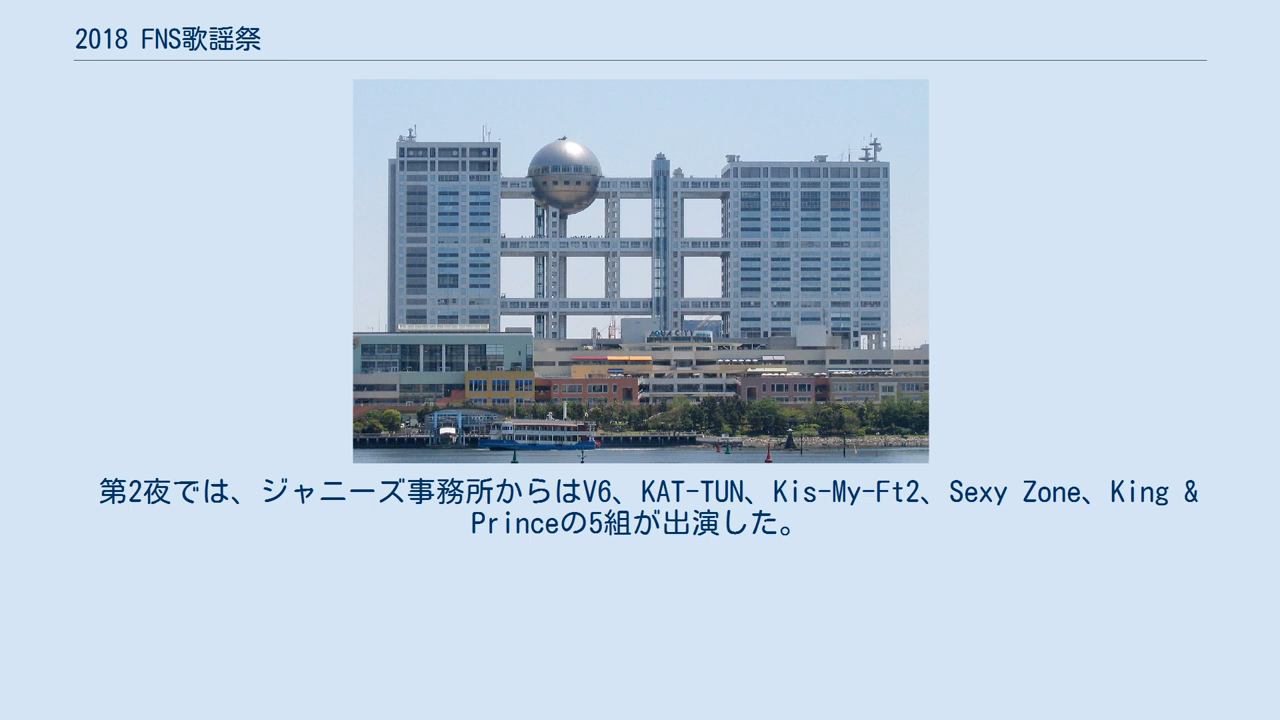 2018 FNS歌謡祭
AQUA CITY
第2夜では、ジャニーズ事務所からはV6、KAT-TUN、Kis-My-Ft2、Sexy Zone、King &
Princeの5組が出演した。